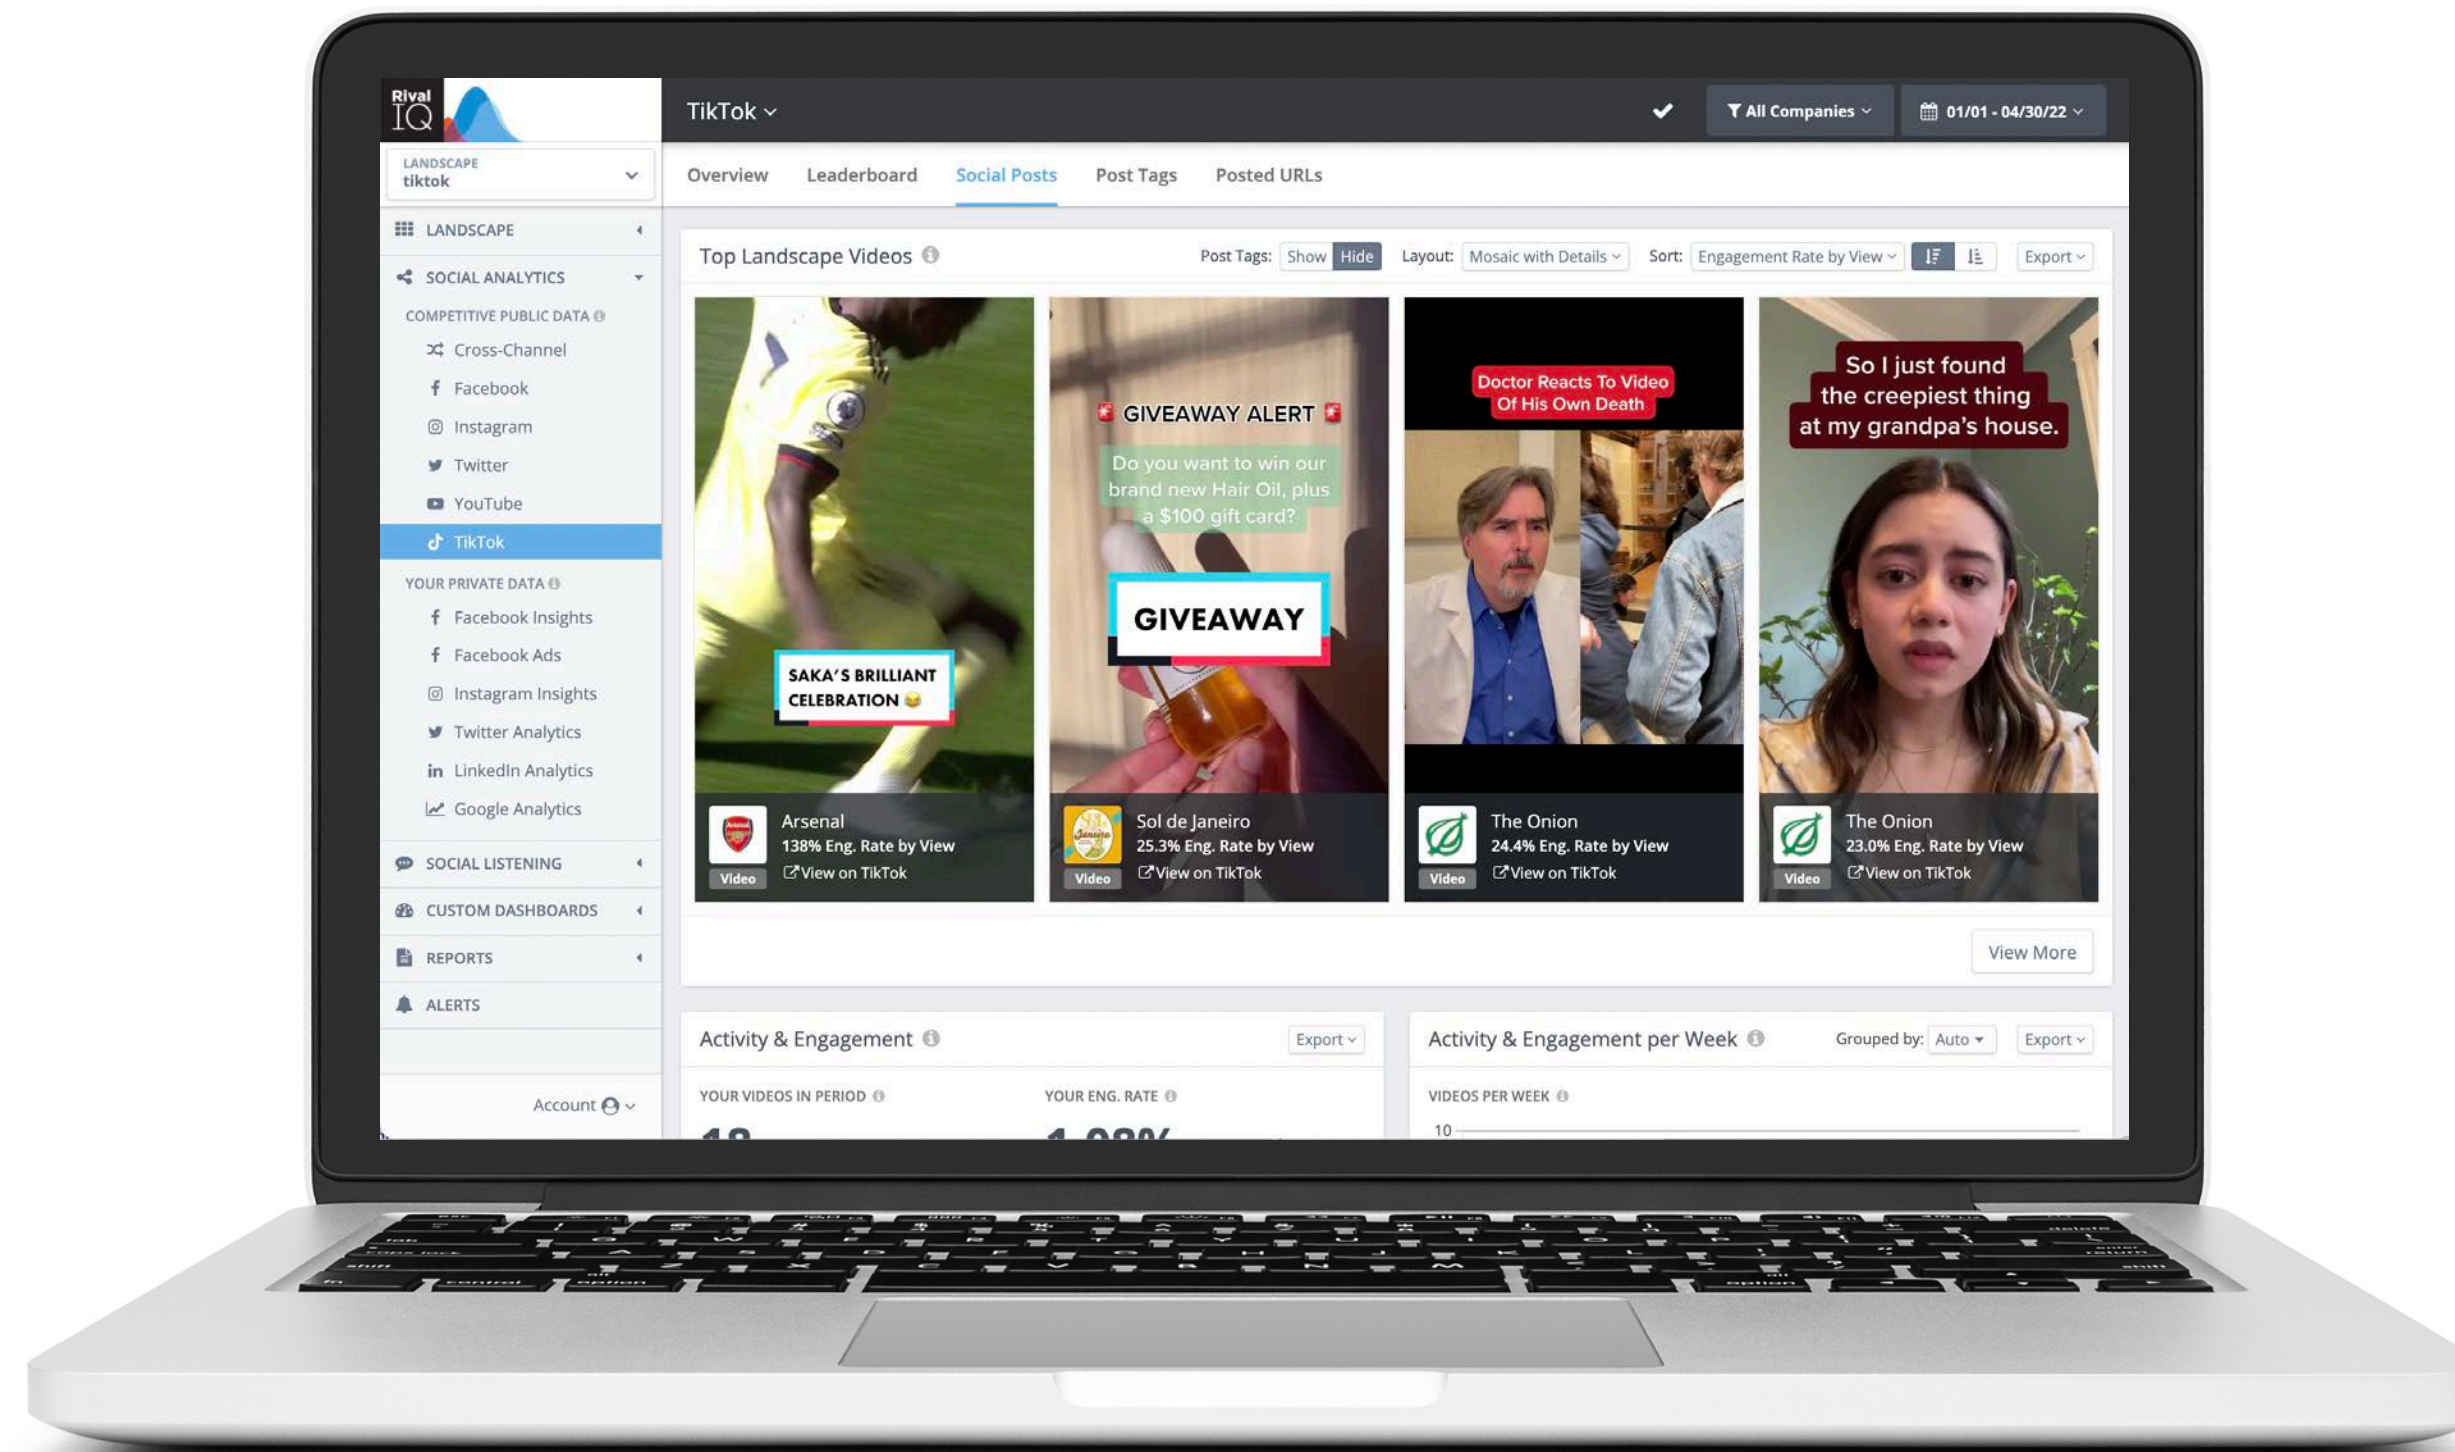 Rival
IQ
TikTok
All Companies
01/01 - 04/30/22
LANDSCAPE
tiktok
Overview
Leaderboard
Social Posts
Post Tags
Posted URLs
LANDSCAPE
SOCIAL ANALYTICS
COMPETITIVE PUBLIC DATA
Cross-Channel
Facebook
Instagram
Twitter
YouTube
TikTok
YOUR PRIVATE DATA
Facebook Insights
Facebook Ads
Instagram Insights
Twitter Analytics
LinkedIn Analytics
Google Analytics
SOCIAL LISTENING
CUSTOM DASHBOARDS
REPORTS
ALERTS
Account
Top Landscape Videos
Post Tags: Show Hide
Layout: Mosaic with Details
Sort: Engagement Rate by View
Export
SAKA'S BRILLIANT
CELEBRATION 😂
Arsenal
138% Eng. Rate by View
View on TikTok
Video
🚨 GIVEAWAY ALERT 🚨
Do you want to win our
brand new Hair Oil, plus
a $100 gift card?
GIVEAWAY
Sol de Janeiro
25.3% Eng. Rate by View
View on TikTok
Video
Doctor Reacts To Video
Of His Own Death
The Onion
24.4% Eng. Rate by View
View on TikTok
Video
So I just found
the creepiest thing
at my grandpa's house.
The Onion
23.0% Eng. Rate by View
View on TikTok
Video
View More
Activity & Engagement
Export
YOUR VIDEOS IN PERIOD
YOUR ENG. RATE
Activity & Engagement per Week
Grouped by: Auto
Export
VIDEOS PER WEEK
10